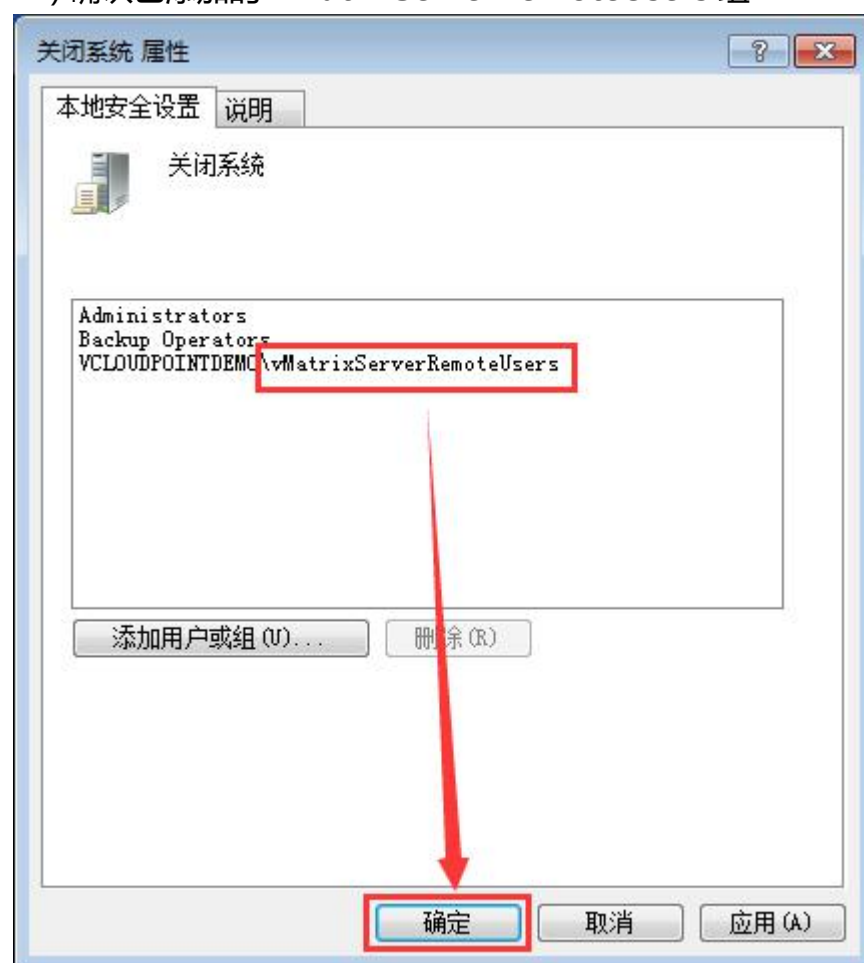 关闭系统 属性
本地安全设置 说明
关闭系统
Administrators
Backup Operators
VCLOUDPOINTDEMO\vMatrixServerRemoteUsers
添加用户或组(U)... 删除(R)
确定 取消 应用(A)